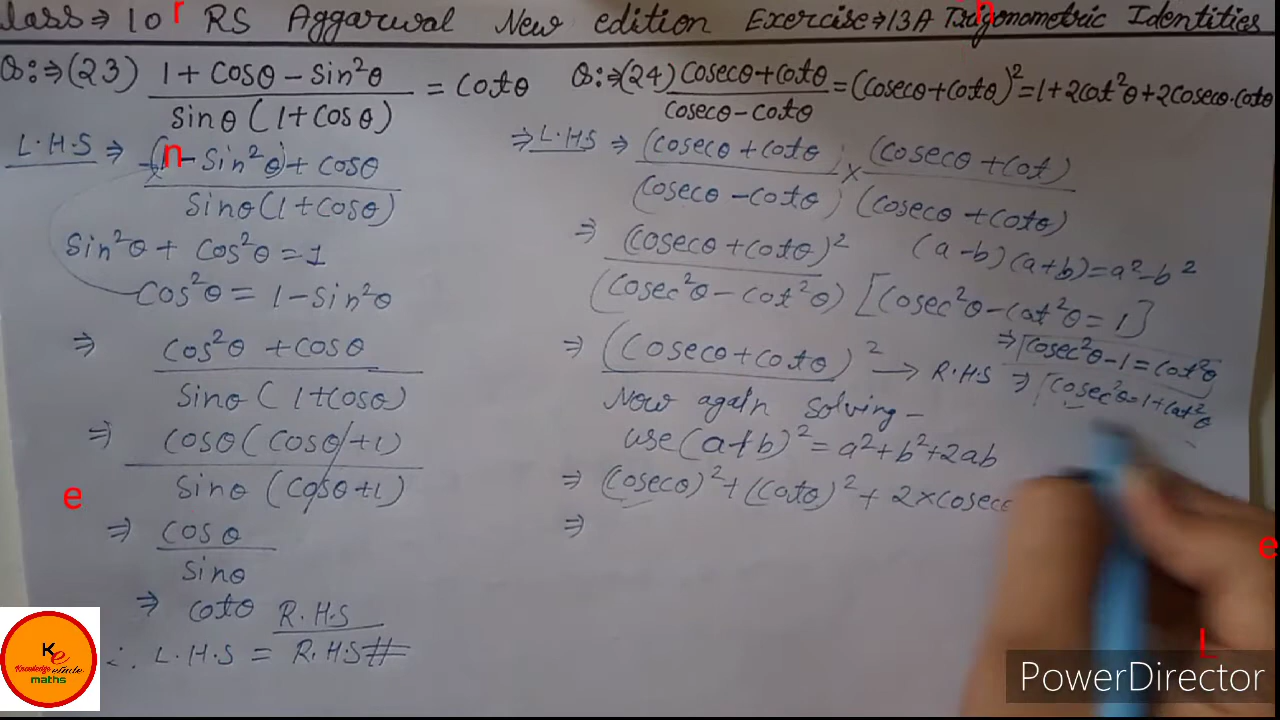 lass ⇒ 10 RS Aggarwal New edition Exercise ⇒ 13A Trigonometric Identities
Q:⇒(23) 1 + cosθ - sin²θ / sinθ (1 + cosθ) = cotθ
L.H.S ⇒ - sin²θ) + cosθ / sinθ(1 + cosθ)
sin²θ + cos²θ = 1
cos²θ = 1 - sin²θ
⇒ cos²θ + cosθ / sinθ (1 + cosθ)
⇒ cosθ (cosθ + 1) / sinθ (cosθ + 1)
⇒ cosθ / sinθ
⇒ cotθ R.H.S
∴ L.H.S = R.H.S #
Q:⇒(24) cosecθ + cotθ / cosecθ - cotθ = (cosecθ + cotθ)² = 1 + 2cot²θ + 2cosecθ.cotθ
⇒ L.H.S ⇒ (cosecθ + cotθ) / (cosecθ - cotθ) × (cosecθ + cot) / (cosecθ + cotθ)
⇒ (cosecθ + cotθ)² / (cosec²θ - cot²θ)
(a - b) (a + b) = a² - b²
[cosec²θ - cot²θ = 1]
⇒ cosec²θ - 1 = cot²θ
⇒ cosec²θ = 1 + cot²θ
⇒ (cosecθ + cotθ)² → R.H.S
Now again solving -
use (a + b)² = a² + b² + 2ab
⇒ (cosecθ)² + (cotθ)² + 2 × cosec
⇒
r
n
n
e
e
L
Ke
Knowledge
maths
PowerDirector